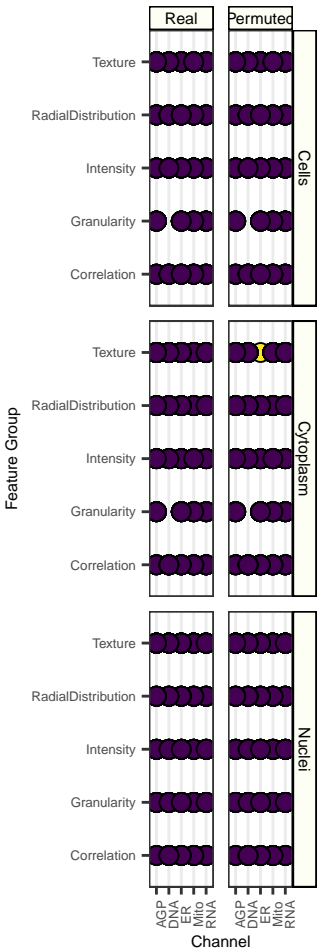 Real
Permuted
Texture
RadialDistribution
Intensity
Granularity
Correlation
Cells
Texture
RadialDistribution
Intensity
Granularity
Correlation
Cytoplasm
Texture
RadialDistribution
Intensity
Granularity
Correlation
Nuclei
Feature Group
AGP
DNA
ER
Mito
RNA
AGP
DNA
ER
Mito
RNA
Channel